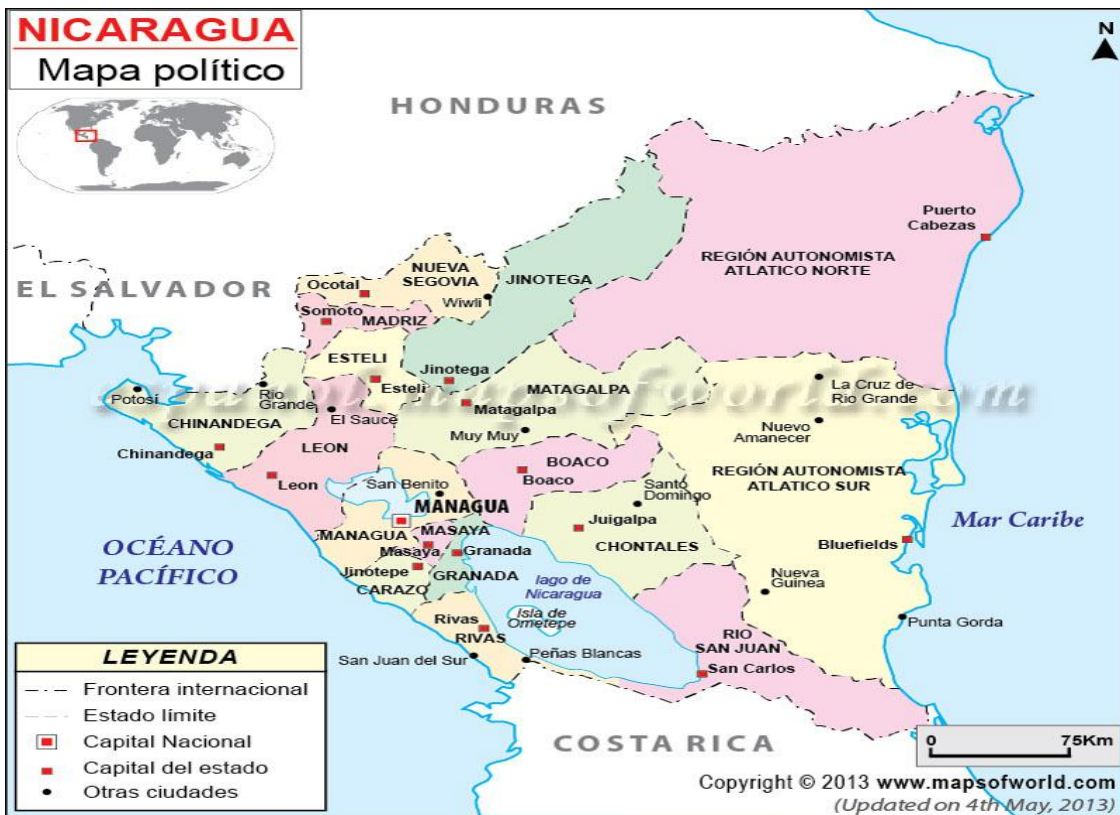 NICARAGUA
Mapa político
N
HONDURAS
EL SALVADOR
Puerto
Cabezas
REGIÓN AUTONOMISTA
ATLATICO NORTE
NUEVA
SEGOVIA
JINOTEGA
Ocotal
Wiwli
Somoto
MADRIZ
ESTELI
Esteli
Jinotega
MATAGALPA
Matagalpa
La Cruz de
Rio Grande
Potosí
Rio
Grande
El Sauce
CHINANDEGA
Muy Muy
Nuevo
Amanecer
Chinandega
LEON
Leon
BOACO
Boaco
REGIÓN AUTONOMISTA
ATLATICO SUR
San Benito
Santo
Domingo
MANAGUA
Juigalpa
Mar Caribe
MANAGUA
MASAYA
Masaya
Granada
CHONTALES
Bluefields
OCÉANO
PACÍFICO
Jinotepe
GRANADA
CARAZO
lago de
Nicaragua
Nueva
Guinea
Isla de
Ometepe
Rivas
RIVAS
Punta Gorda
RIO
SAN JUAN
San Juan del Sur
Peñas Blancas
San Carlos
COSTA RICA
LEYENDA
Frontera internacional
Estado límite
Capital Nacional
Capital del estado
Otras ciudades
0 75Km
Copyright © 2013 www.mapsofworld.com
(Updated on 4th May, 2013)